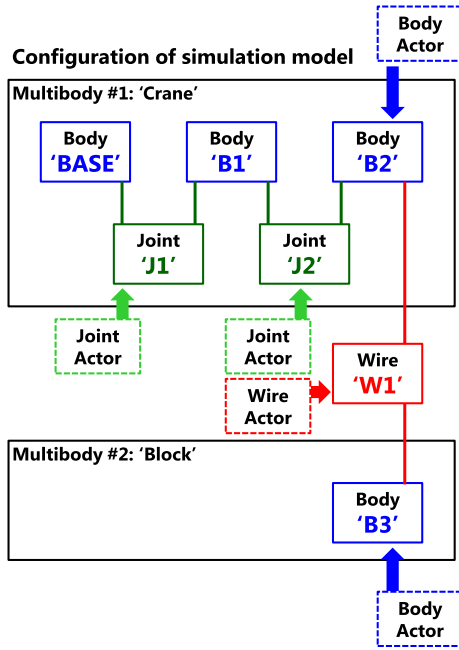 Body
Actor
Configuration of simulation model
Multibody #1: ‘Crane’
Body
‘BASE’
Body
‘B1’
Body
‘B2’
Joint
‘J1’
Joint
‘J2’
Joint
Actor
Joint
Actor
Wire
‘W1’
Wire
Actor
Multibody #2: ‘Block’
Body
‘B3’
Body
Actor